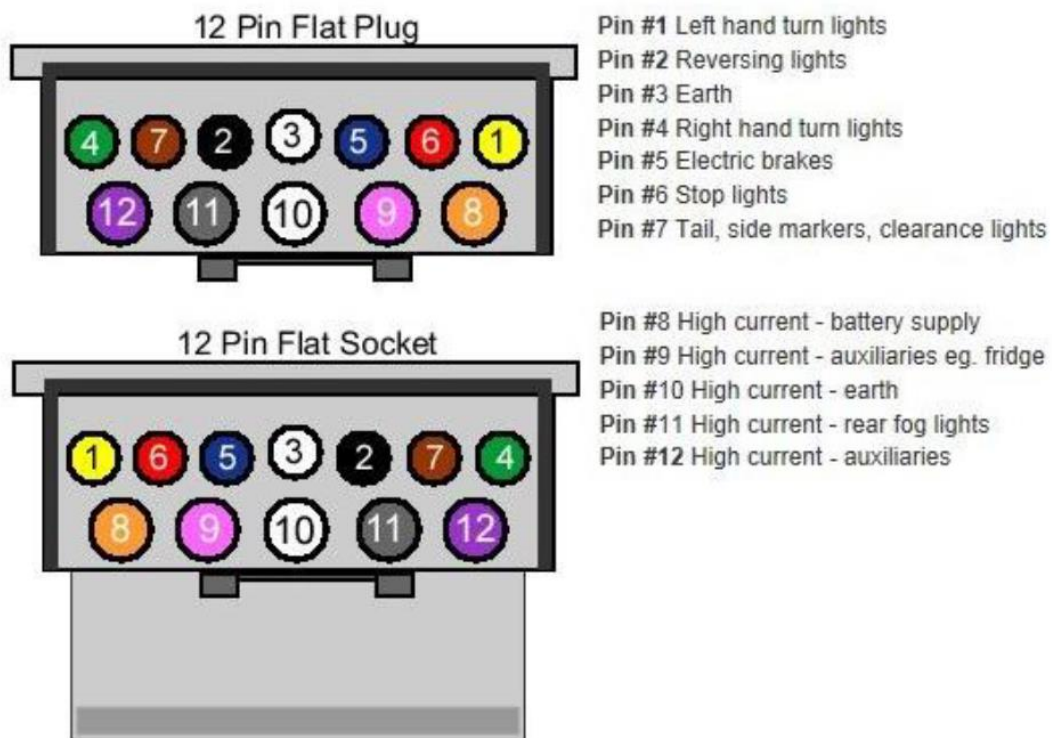 12 Pin Flat Plug
4 7 2 3 5 6 1
12 11 10 9 8
Pin #1 Left hand turn lights
Pin #2 Reversing lights
Pin #3 Earth
Pin #4 Right hand turn lights
Pin #5 Electric brakes
Pin #6 Stop lights
Pin #7 Tail, side markers, clearance lights
12 Pin Flat Socket
1 6 5 3 2 7 4
8 9 10 11 12
Pin #8 High current - battery supply
Pin #9 High current - auxiliaries eg. fridge
Pin #10 High current - earth
Pin #11 High current - rear fog lights
Pin #12 High current - auxiliaries